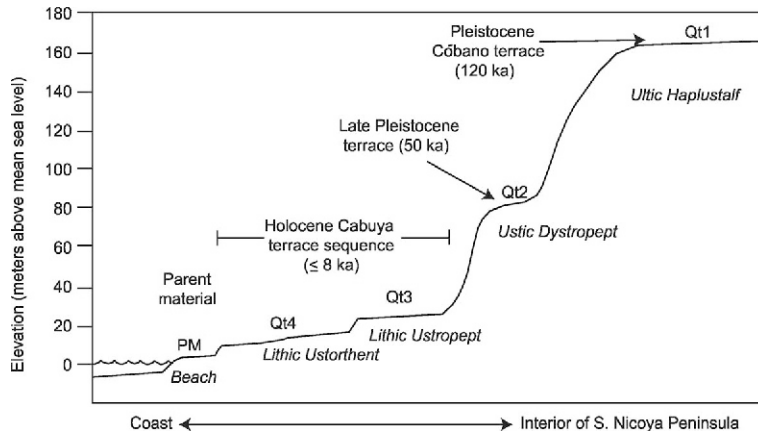 180
160
140
120
100
80
60
40
20
0
Elevation (meters above mean sea level)
Pleistocene
Cōbano terrace
(120 ka)
Qt1
Ultic Haplustalf
Late Pleistocene
terrace (50 ka)
Qt2
Ustic Dystropept
Holocene Cabuya
terrace sequence
(≤ 8 ka)
Parent
material
Qt3
PM
Qt4
Lithic Ustropept
Lithic Ustorthent
Beach
Coast
Interior of S. Nicoya Peninsula